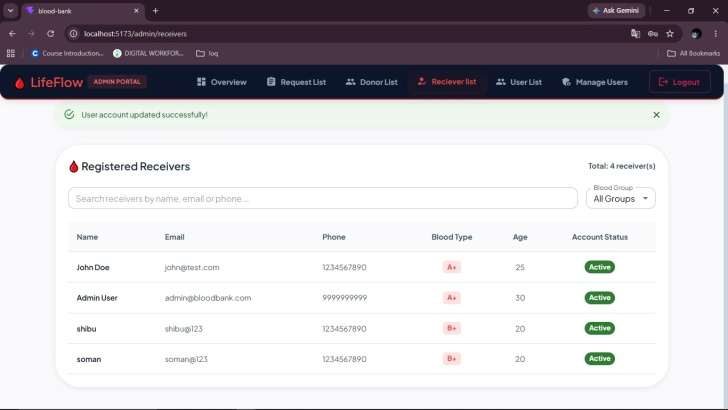 blood-bank
Ask Gemini
localhost:5173/admin/receivers
Course Introduction...
DIGITAL WORKFOR...
loq
All Bookmarks
LifeFlow
ADMIN PORTAL
Overview
Request List
Donor List
Reciever list
User List
Manage Users
Logout
User account updated successfully!
Registered Receivers
Total: 4 receiver(s)
Search receivers by name, email or phone...
Blood Group
All Groups
Name Email Phone Blood Type Age Account Status
John Doe john@test.com 1234567890 A+ 25 Active
Admin User admin@bloodbank.com 9999999999 A+ 30 Active
shibu shibu@123 1234567890 B+ 20 Active
soman soman@123 1234567890 B+ 20 Active